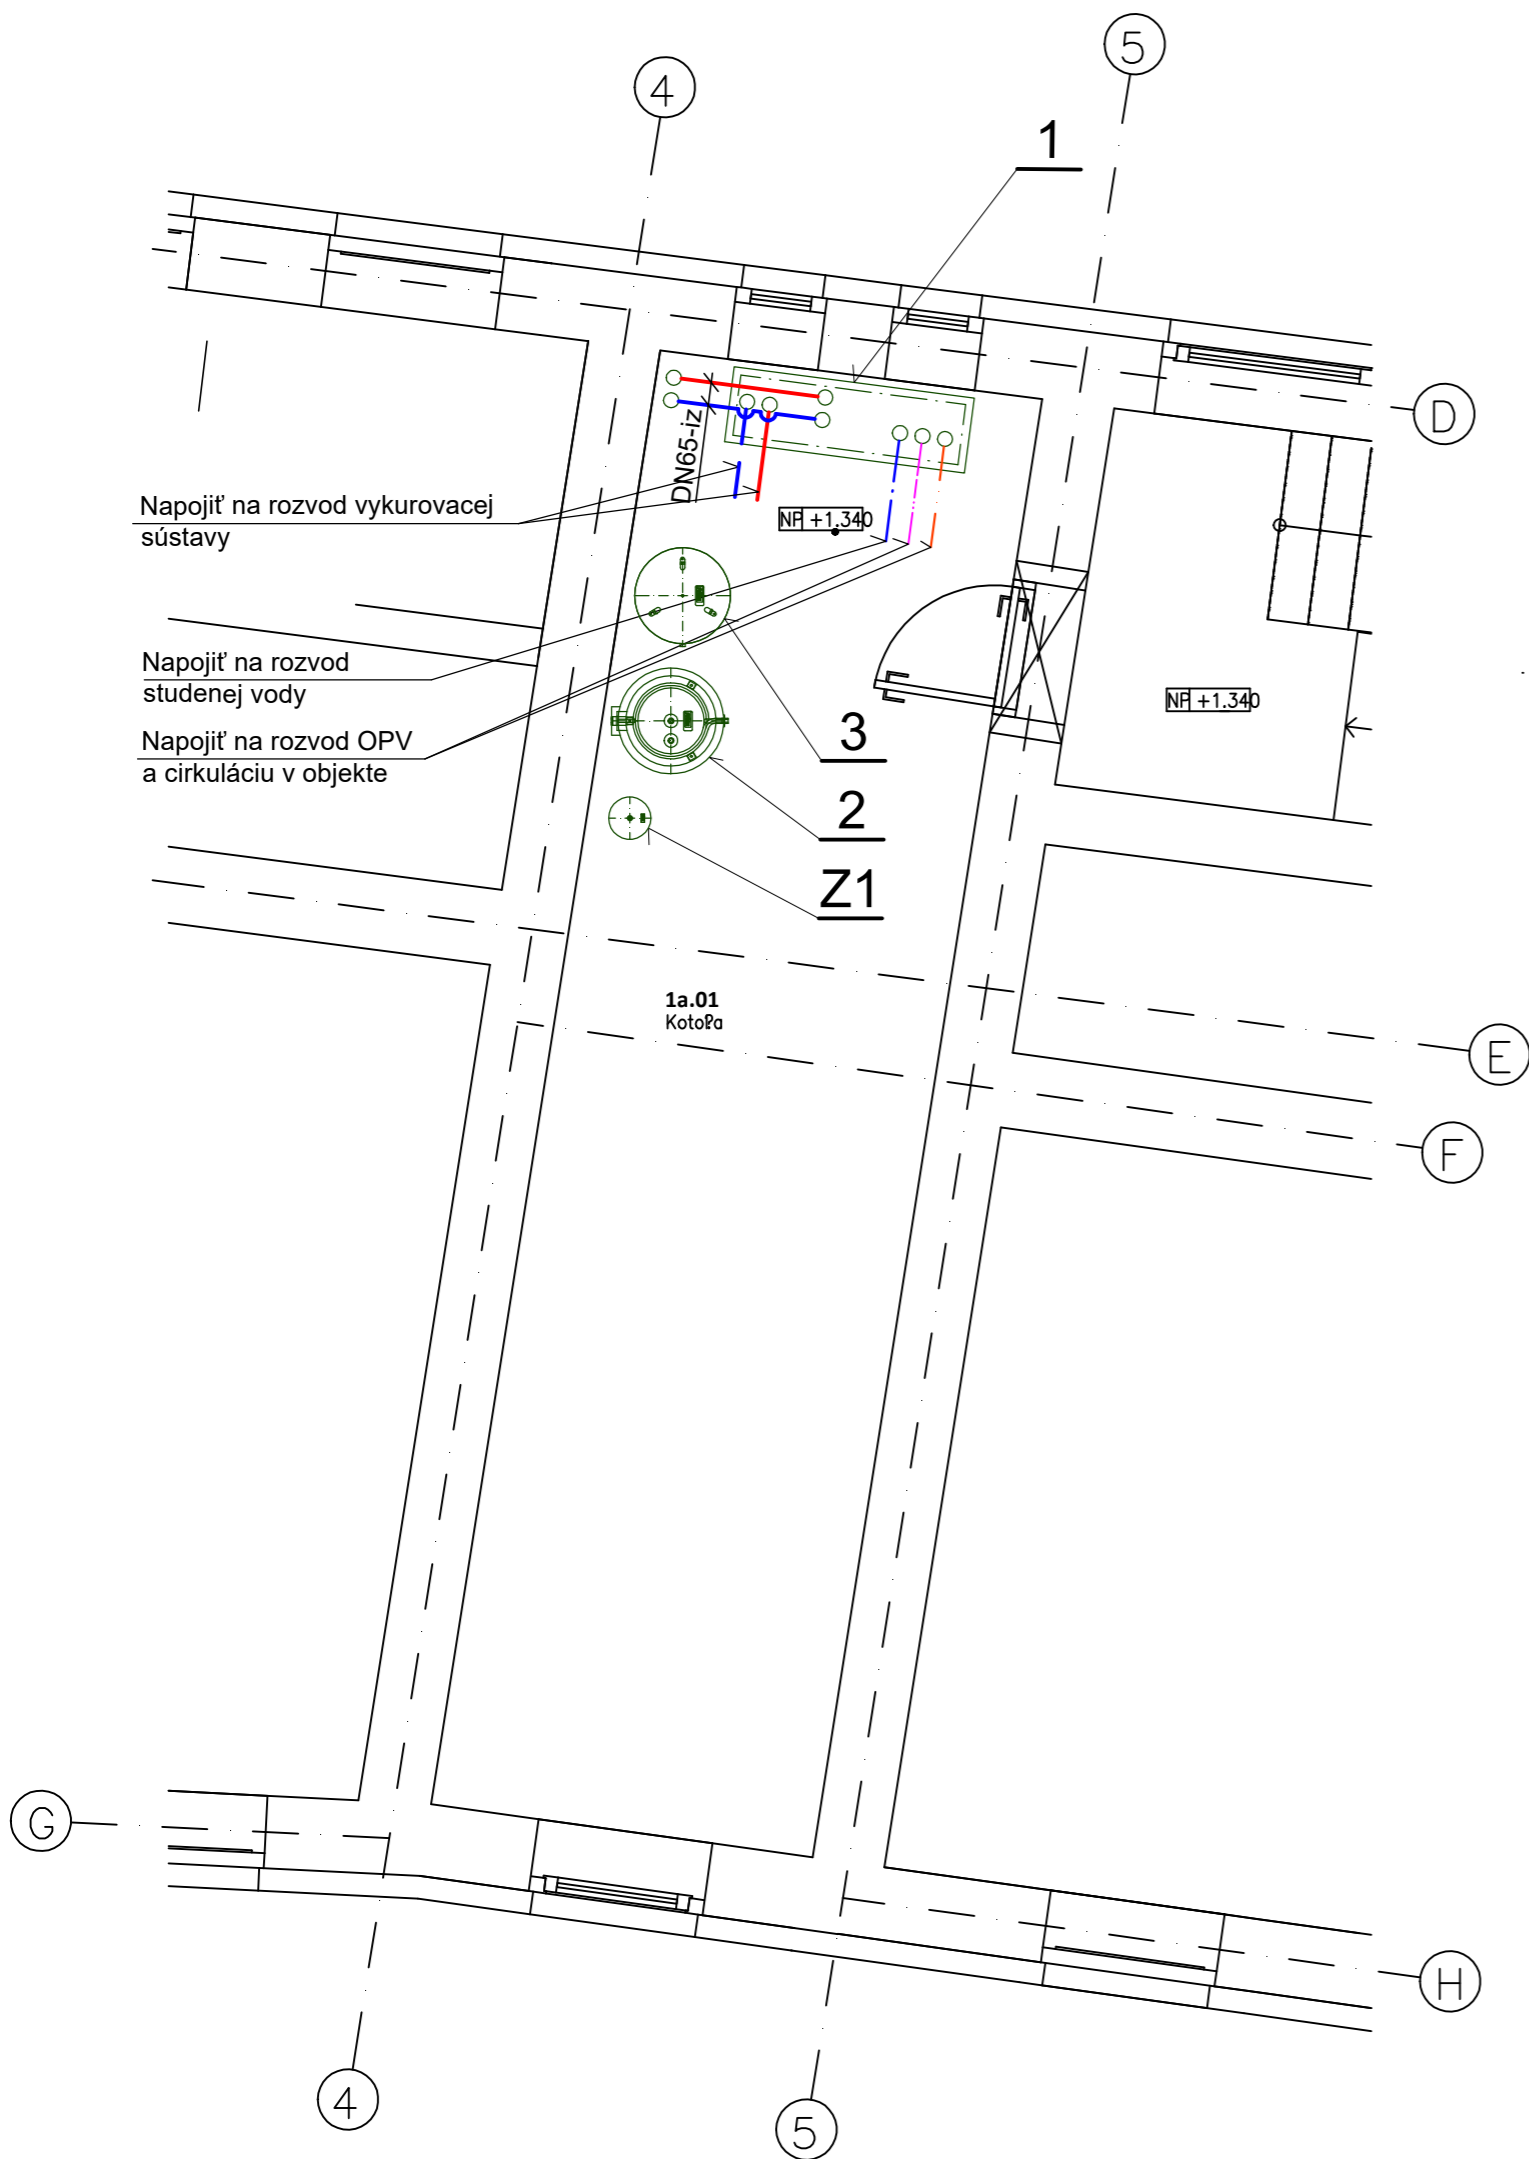 5
4
1
D
DN65-iz
Napojiť na rozvod vykurovacej
sústavy
NP +1.340
Napojiť na rozvod
studenej vody
NP +1.340
Napojiť na rozvod OPV
a cirkuláciu v objekte
3
2
Z1
1a.01
E
F
G
H
4
5